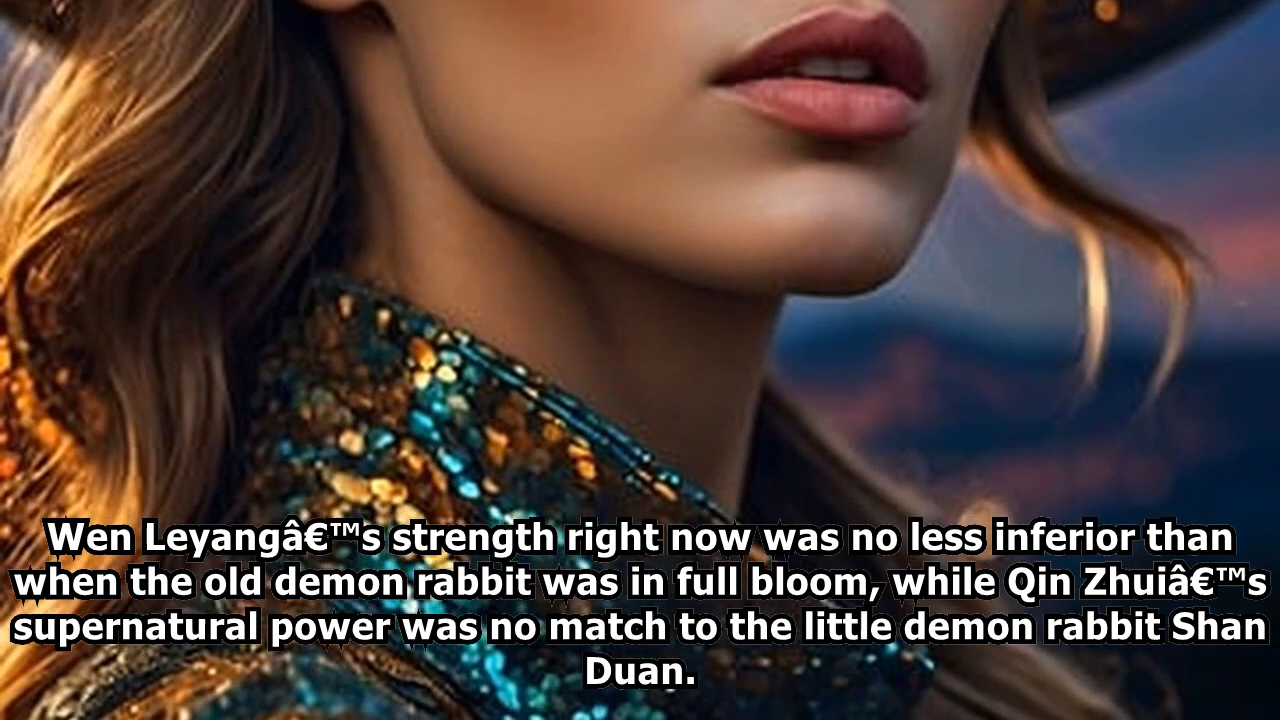 Wen Leyangâ€™s strength right now was no less inferior than
when the old demon rabbit was in full bloom, while Qin Zhuiâ€™s
supernatural power was no match to the little demon rabbit Shan
Duan.